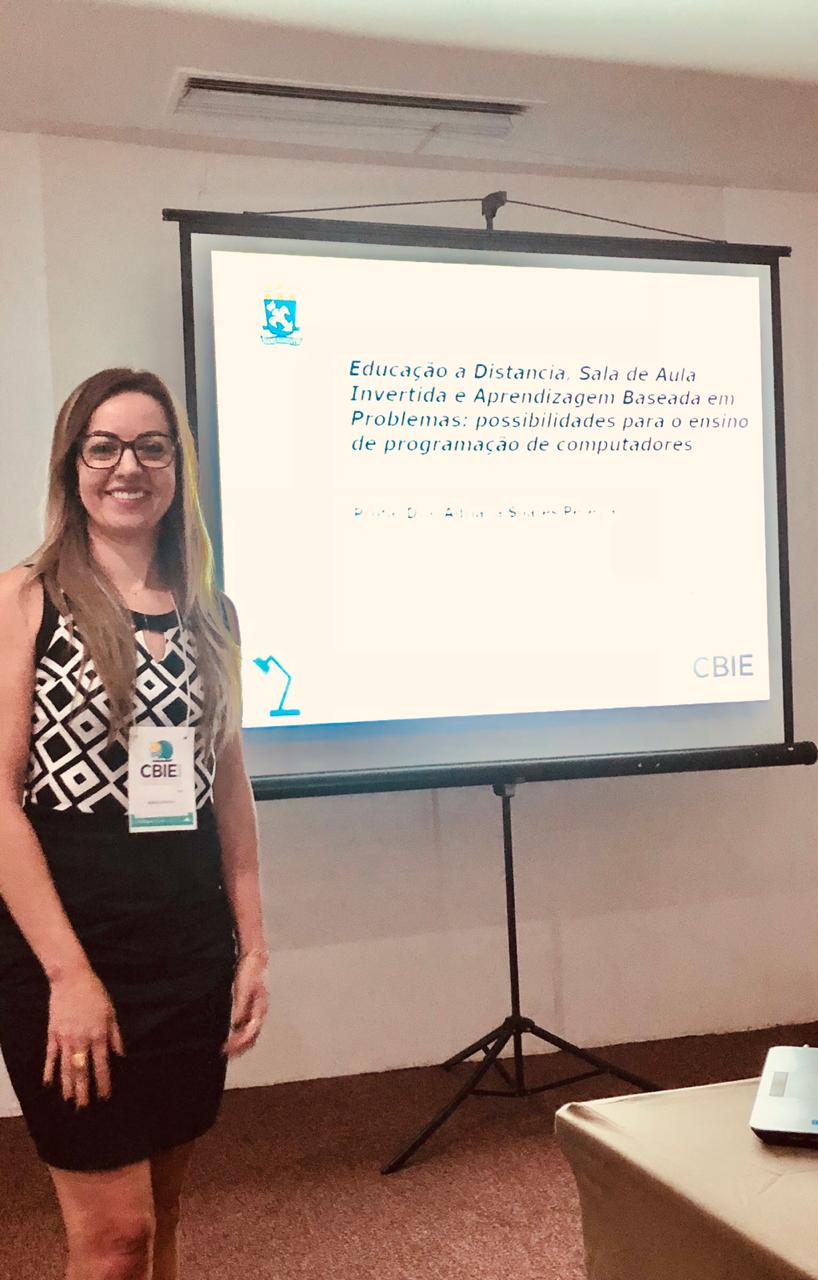 Educação a Distancia, Sala de Aula
Invertida e Aprendizagem Baseada em
Problemas: possibilidades para o ensino
de programação de computadores
CBIE
CBIE